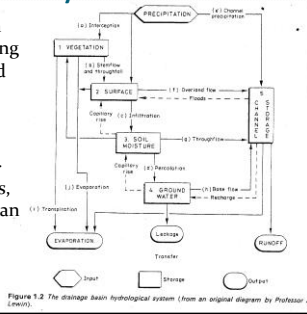 ing
d
s,
an
PRECIPITATION
(e) Channel
precipitation
(a) Interception
1 VEGETATION
(b) Stemflow
and throughfall
2 SURFACE
(f) Overland flow
Floods
5
CHANNEL
STORAGE
Capillary
rise
(c) Infiltration
3. SOIL
MOISTURE
(g) Throughflow
Capillary
rise
(d) Percolation
4. GROUND
WATER
(h) Base flow
Recharge
(j) Evaporation
Transpiration
EVAPORATION
Leakage
RUNOFF
Transfer
Input
Storage
Output
Figure 1.2 The drainage basin hydrological system (from an original diagram by Professor
Lewin).